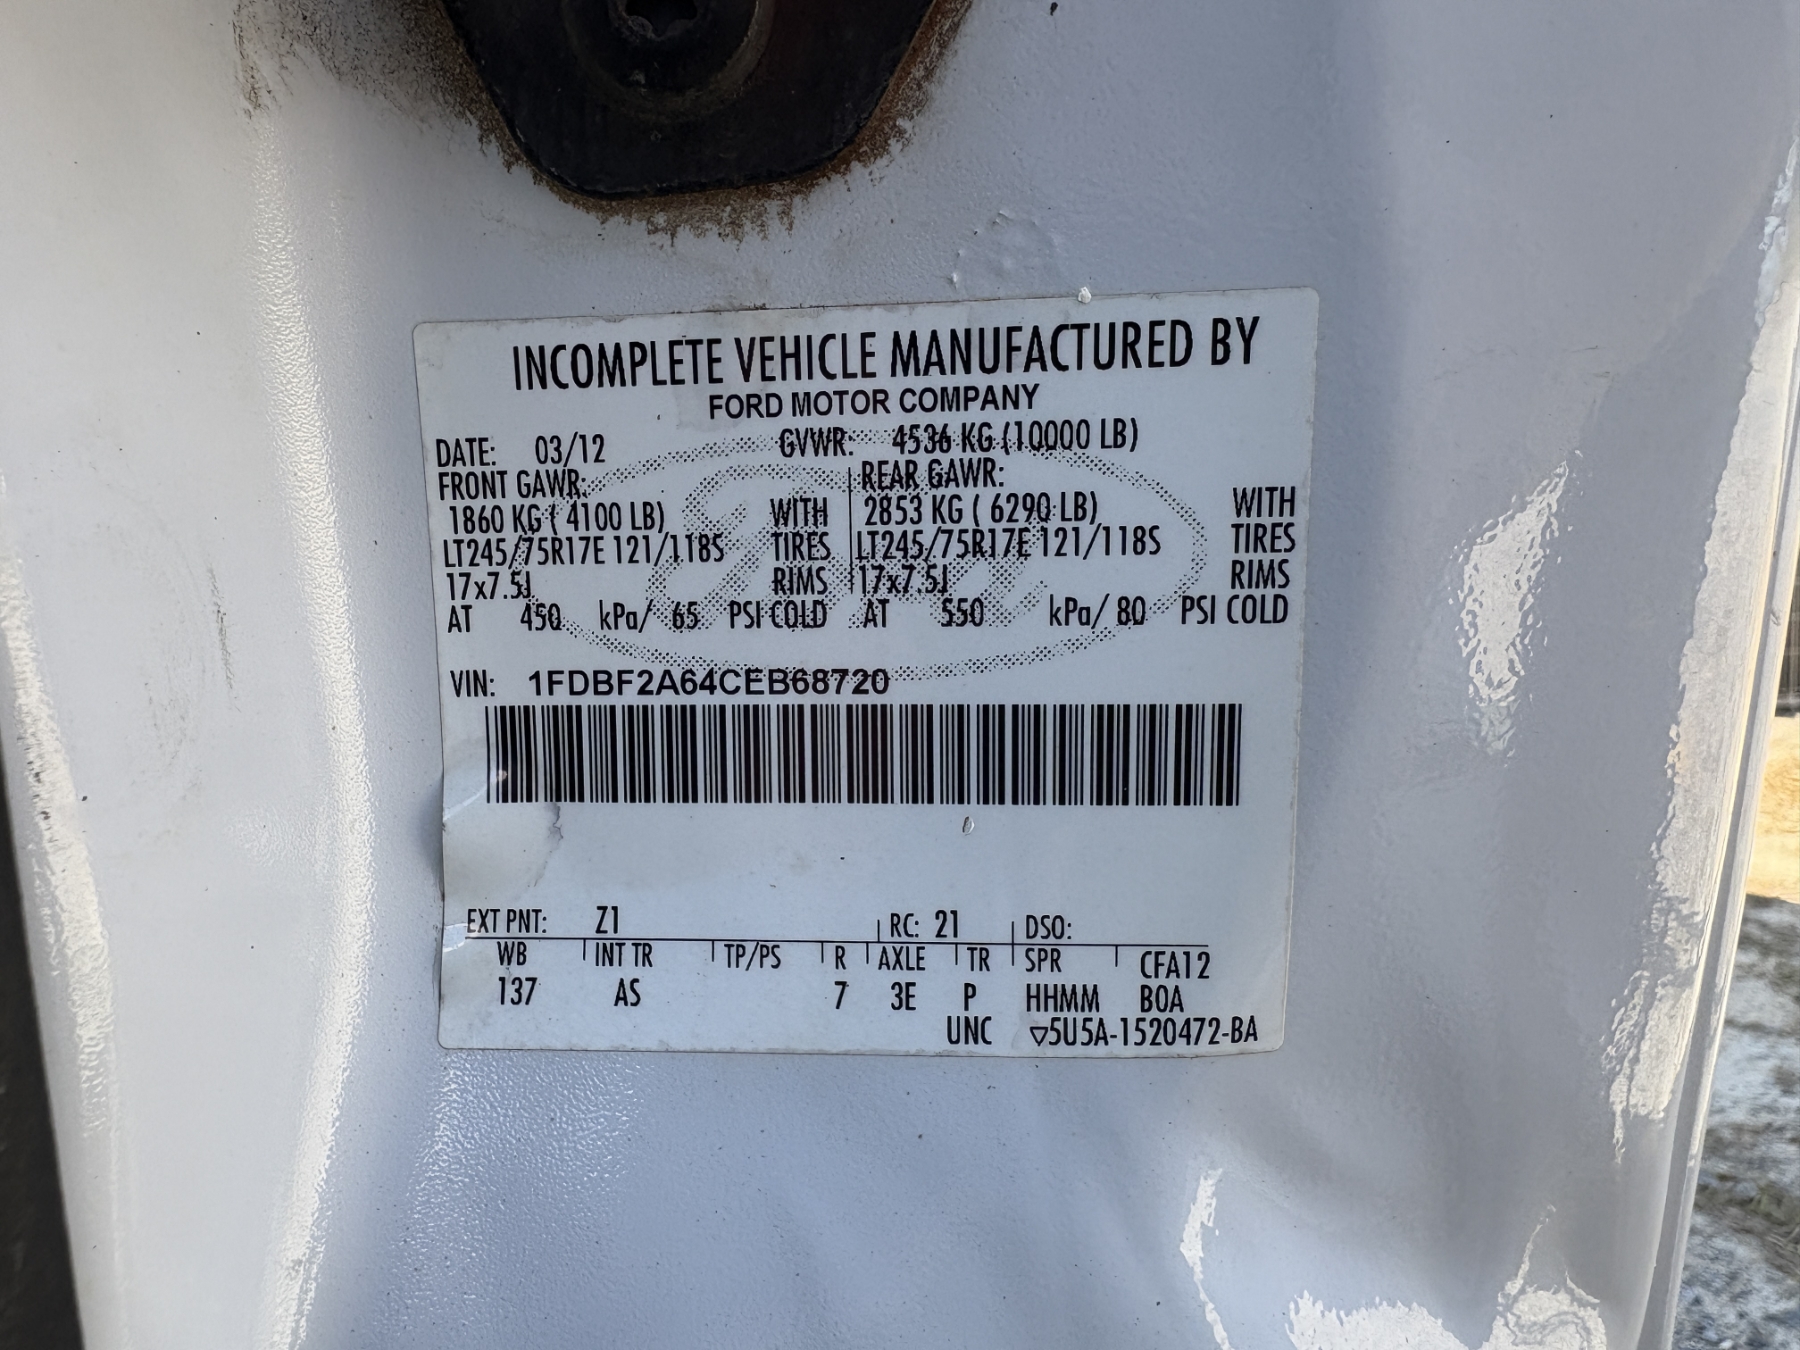 INCOMPLETE VEHICLE MANUFACTURED BY
FORD MOTOR COMPANY
DATE: 03/12 GVWR: 4536 KG (10000 LB)
FRONT GAWR: REAR GAWR:
1860 KG ( 4100 LB) WITH 2853 KG ( 6290 LB) WITH
LT245/75R17E 121/118S TIRES LT245/75R17E 121/118S TIRES
17x7.5J RIMS 17x7.5J RIMS
AT 450 kPa/ 65 PSI COLD AT 550 kPa/ 80 PSI COLD
VIN: 1FDBF2A64CEB68720
EXT PNT: Z1 RC: 21 DSO:
WB INT TR TP/PS R AXLE TR SPR CFA12
137 AS 7 3E P HHMM BOA
UNC ▽5U5A-1520472-BA